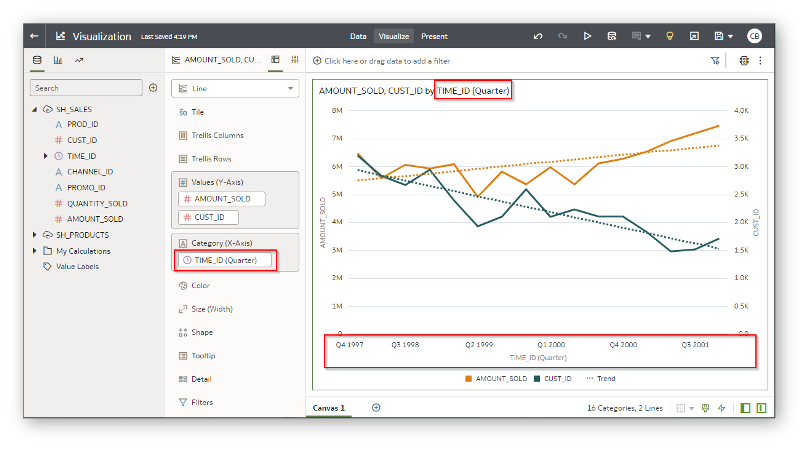 Visualization
Last Saved 4:19 PM
Data
Visualize
Present
CB
AMOUNT_SOLD, CU...
Click here or drag data to add a filter
Search
SH_SALES
PROD_ID
CUST_ID
TIME_ID
CHANNEL_ID
PROMO_ID
QUANTITY_SOLD
AMOUNT_SOLD
SH_PRODUCTS
My Calculations
Value Labels
Line
Tile
Trellis Columns
Trellis Rows
Values (Y-Axis)
AMOUNT_SOLD
CUST_ID
Category (X-Axis)
TIME_ID (Quarter)
Color
Size (Width)
Shape
Tooltip
Detail
Filters
AMOUNT_SOLD, CUST_ID by TIME_ID (Quarter)
8M
7M
6M
5M
4M
3M
2M
1M
0
AMOUNT_SOLD
4.0K
3.5K
3.0K
2.5K
2.0K
1.5K
1.0K
0.5K
0.0
CUST_ID
Q4 1997
Q3 1998
Q2 1999
Q1 2000
Q4 2000
Q3 2001
TIME_ID (Quarter)
AMOUNT_SOLD
CUST_ID
Trend
Canvas 1
16 Categories, 2 Lines